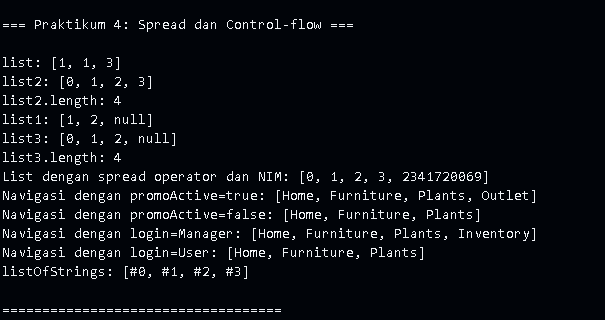 === Praktikum 4: Spread dan Control-flow ===
list: [1, 1, 3]
list2: [0, 1, 2, 3]
list2.length: 4
list1: [1, 2, null]
list3: [0, 1, 2, null]
list3.length: 4
List dengan spread operator dan NIM: [0, 1, 2, 3, 2341720069]
Navigasi dengan promoActive=true: [Home, Furniture, Plants, Outlet]
Navigasi dengan promoActive=false: [Home, Furniture, Plants]
Navigasi dengan login=Manager: [Home, Furniture, Plants, Inventory]
Navigasi dengan login=User: [Home, Furniture, Plants]
listOfStrings: [#0, #1, #2, #3]
===================================